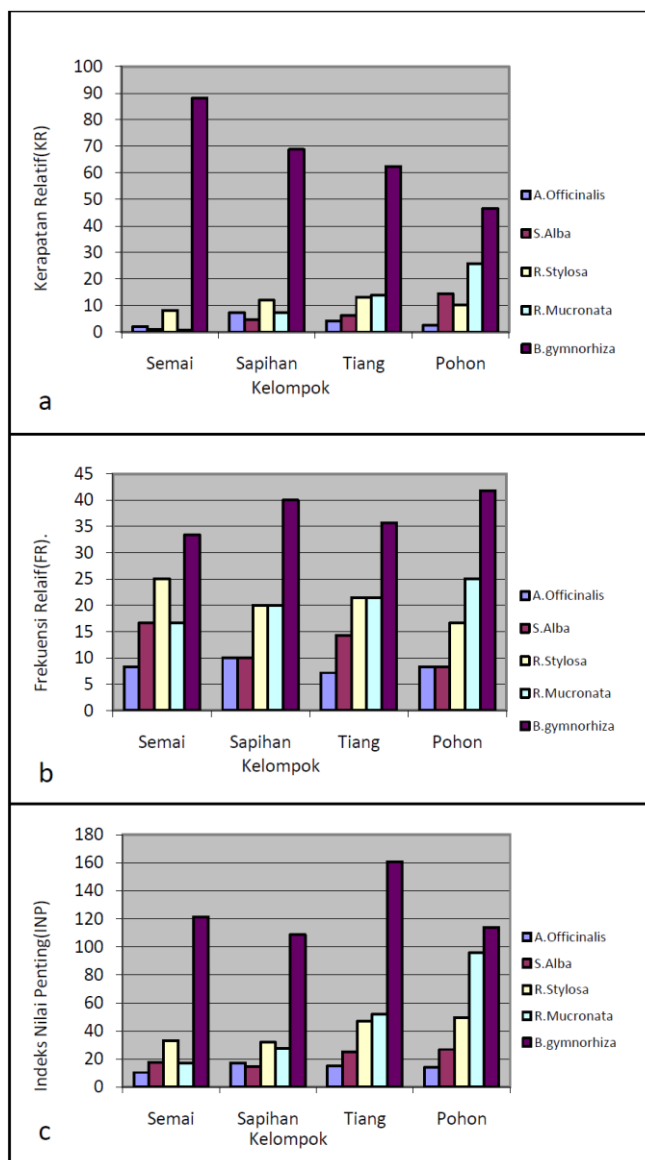 Kerapatan Relatif(KR)
100
90
80
70
60
50
40
30
20
10
0
Semai Sapihan Tiang Pohon
Kelompok
A.Officinalis
S.Alba
R.Stylosa
R.Mucronata
B.gymnorhiza
a
Frekuensi Relaif(FR).
45
40
35
30
25
20
15
10
5
0
Semai Sapihan Tiang Pohon
Kelompok
A.Officinalis
S.Alba
R.Stylosa
R.Mucronata
B.gymnorhiza
b
Indeks Nilai Penting(INP)
180
160
140
120
100
80
60
40
20
0
Semai Sapihan Tiang Pohon
Kelompok
A.Officinalis
S.Alba
R.Stylosa
R.Mucronata
B.gymnorhiza
c